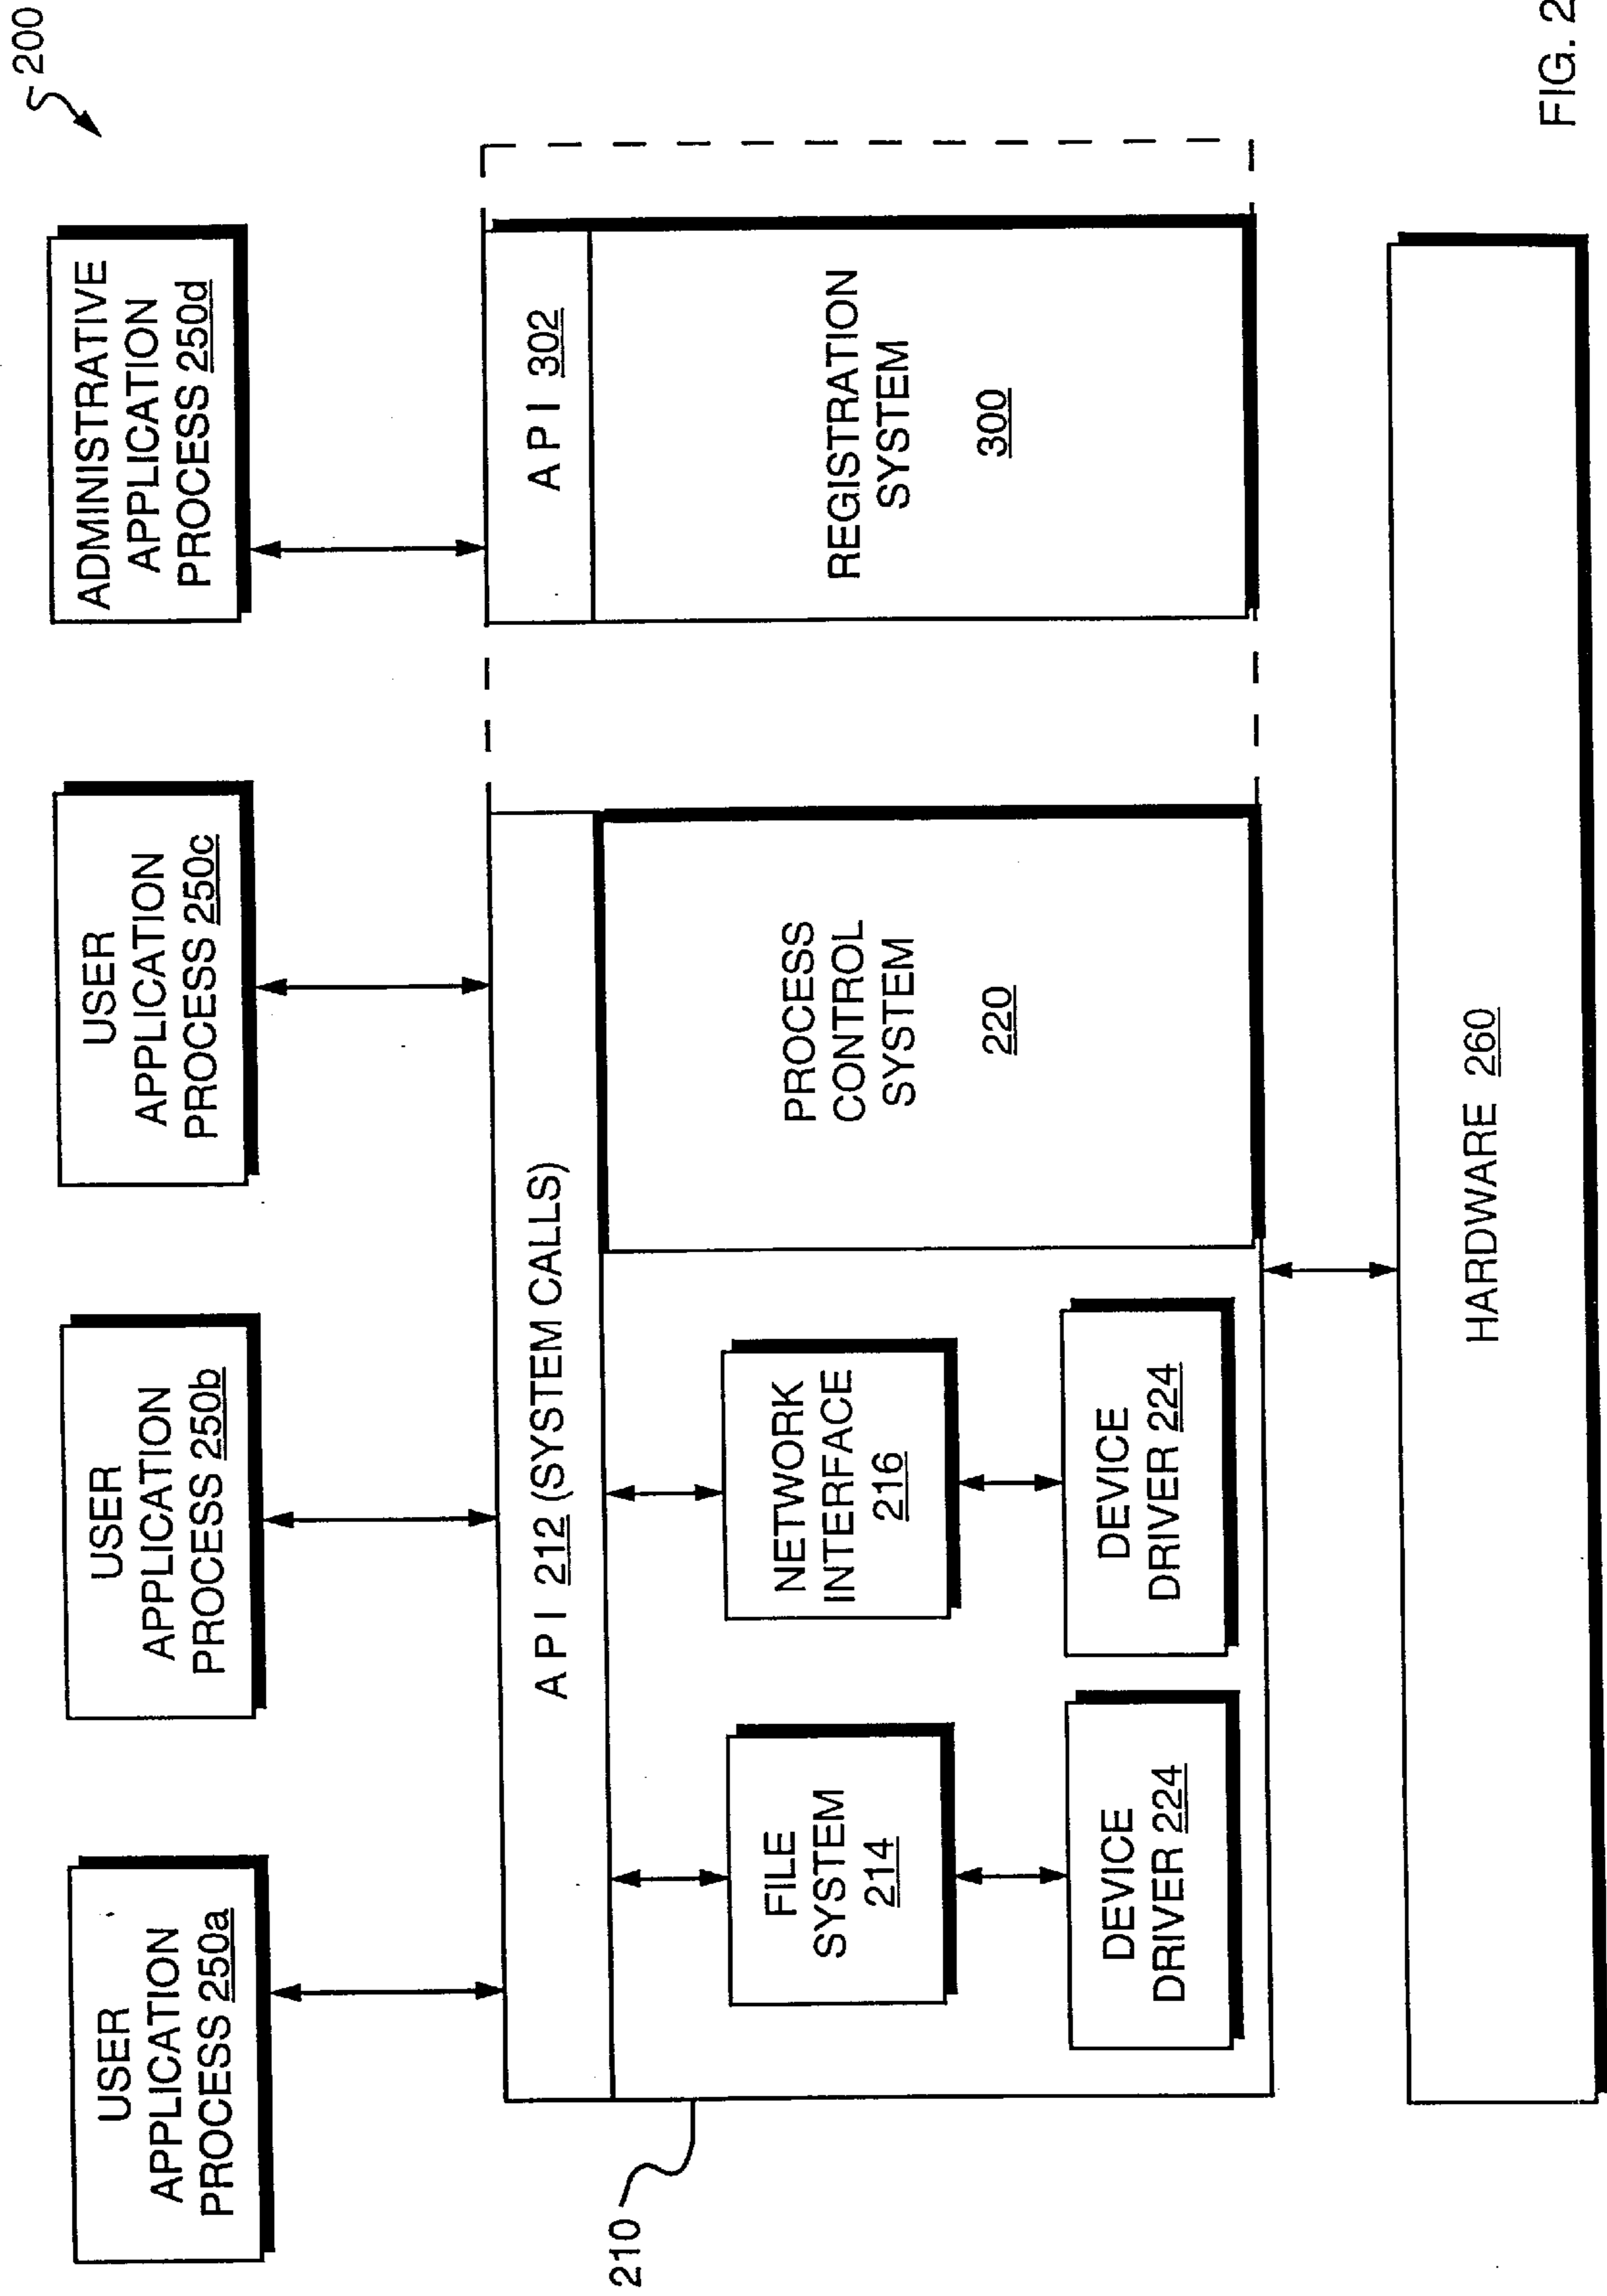 200
USER
APPLICATION
PROCESS 250a
USER
APPLICATION
PROCESS 250b
USER
APPLICATION
PROCESS 250c
ADMINISTRATIVE
APPLICATION
PROCESS 250d
API 212 (SYSTEM CALLS)
API 302
210
FILE
SYSTEM
214
NETWORK
INTERFACE
216
PROCESS
CONTROL
SYSTEM
220
REGISTRATION
SYSTEM
300
DEVICE
DRIVER 224
DEVICE
DRIVER 224
HARDWARE 260
FIG. 2